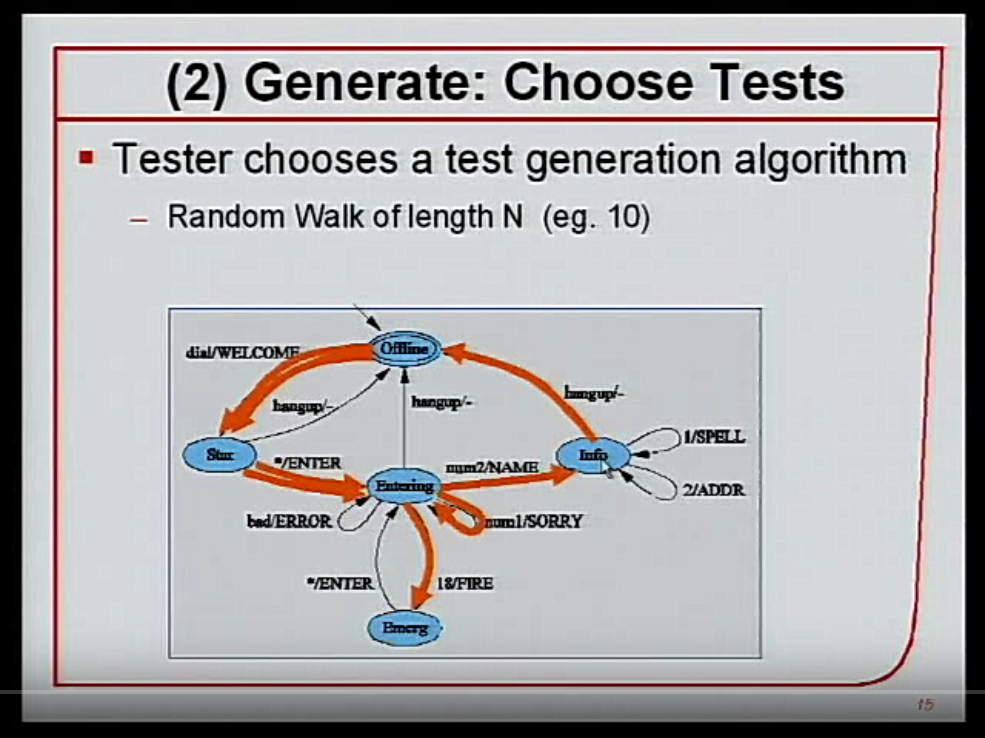 (2) Generate: Choose Tests
Tester chooses a test generation algorithm
– Random Walk of length N (eg. 10)
Offline
dial/WELCOME
hangup/-
hangup/-
hangup/-
Star
*/ENTER
num2/NAME
Info
1/SPELL
2/ADDR
Entering
bad/ERROR
num1/SORRY
*/ENTER
18/FIRE
Emerg
15